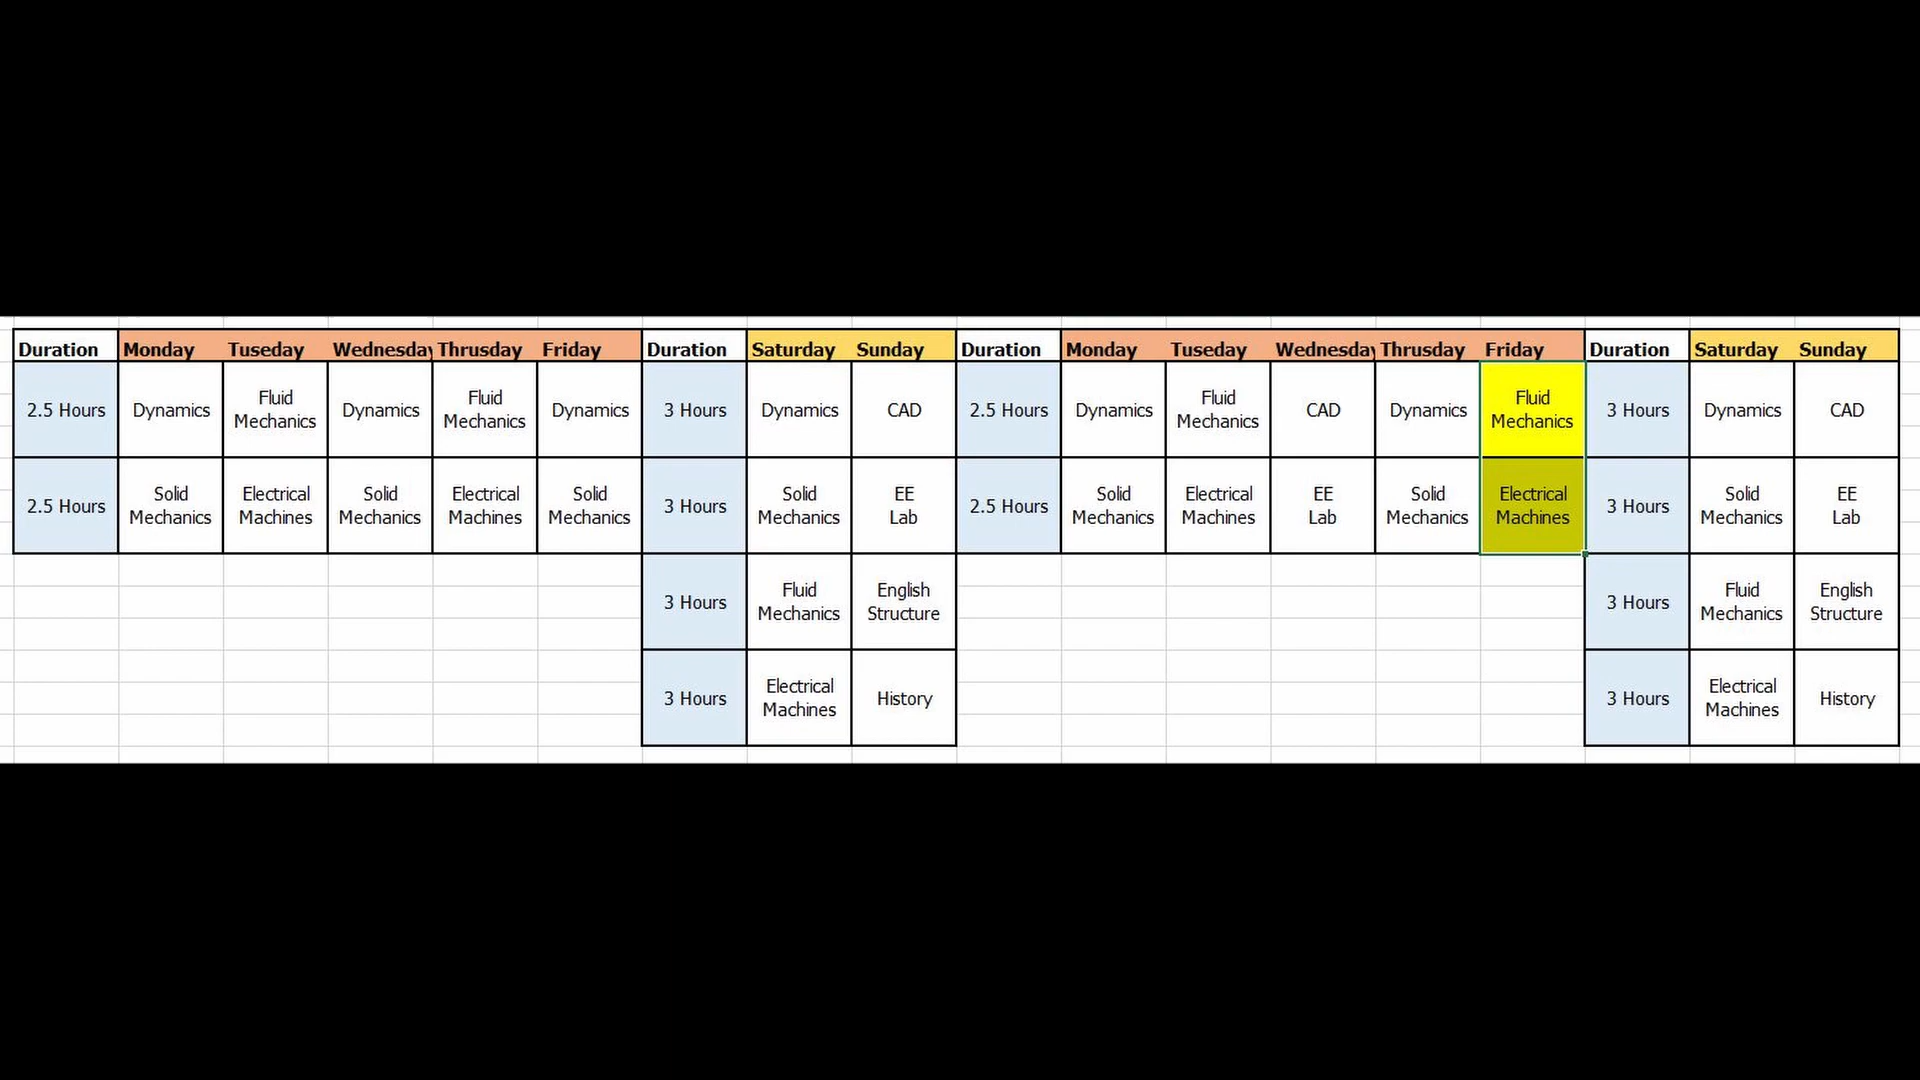 Duration Monday Tuseday Wednesday Thrusday Friday Duration Saturday Sunday Duration Monday Tuseday Wednesday Thrusday Friday Duration Saturday Sunday
2.5 Hours Dynamics Fluid Mechanics Dynamics Fluid Mechanics Dynamics 3 Hours Dynamics CAD 2.5 Hours Dynamics Fluid Mechanics CAD Dynamics Fluid Mechanics 3 Hours Dynamics CAD
2.5 Hours Solid Mechanics Electrical Machines Solid Mechanics Electrical Machines Solid Mechanics 3 Hours Solid Mechanics EE Lab 2.5 Hours Solid Mechanics Electrical Machines EE Lab Solid Mechanics Electrical Machines 3 Hours Solid Mechanics EE Lab
3 Hours Fluid Mechanics English Structure 3 Hours Fluid Mechanics English Structure
3 Hours Electrical Machines History 3 Hours Electrical Machines History